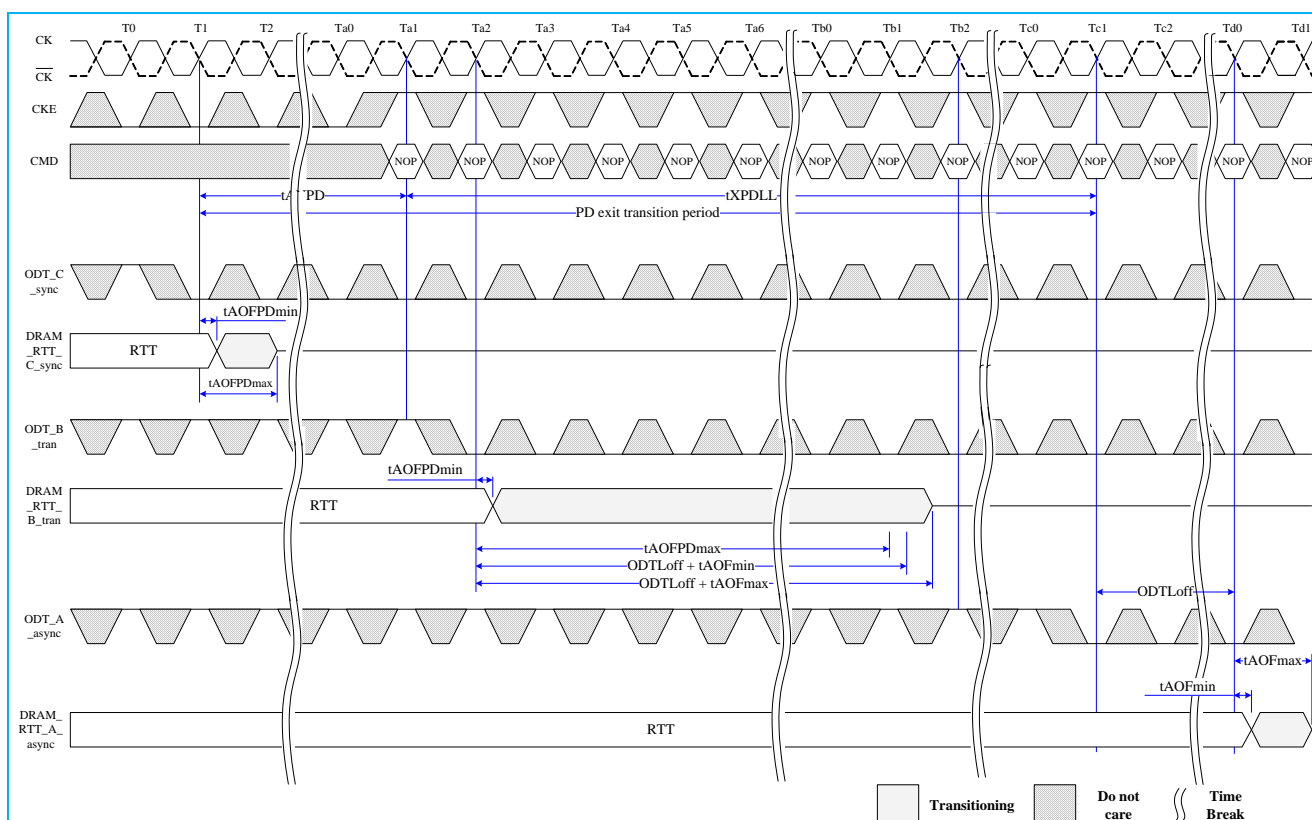 T0 T1 T2 Ta0 Ta1 Ta2 Ta3 Ta4 Ta5 Ta6 Tb0 Tb1 Tb2 Tc0 Tc1 Tc2 Td0 Td1
CK
CK
CKE
CMD
NOP NOP NOP NOP NOP NOP NOP NOP NOP NOP NOP NOP NOP NOP
tXPDLL
PD exit transition period
ODT_C
_sync
tAOFPDmin
DRAM
_RTT_
C_sync
RTT
tAOFPDmax
ODT_B
_tran
tAOFPDmin
DRAM
_RTT_
B_tran
RTT
tAOFPDmax
ODTLoff + tAOFmin
ODTLoff + tAOFmax
ODTLoff
ODT_A
_async
tAOFmax
tAOFmin
DRAM_
RTT_A_
async
RTT
Transitioning
Do not
care
Time
Break